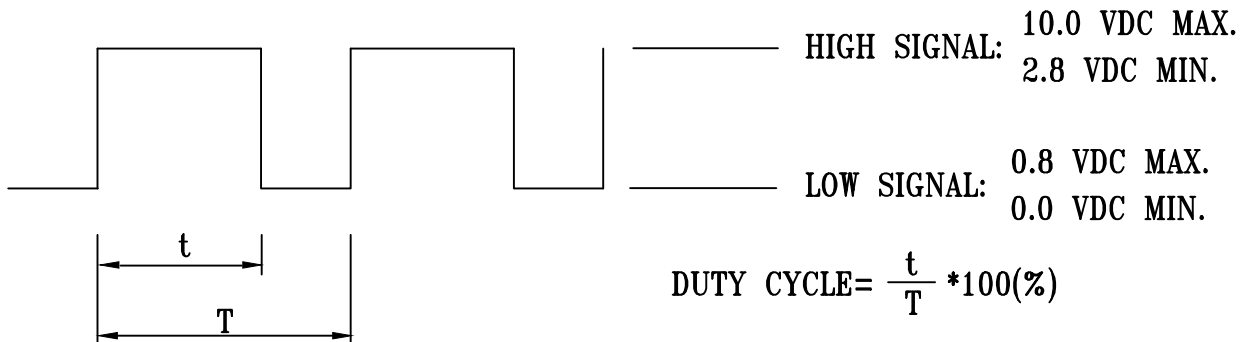 10.0 VDC MAX.
HIGH SIGNAL:
2.8 VDC MIN.
0.8 VDC MAX.
LOW SIGNAL:
0.0 VDC MIN.
t
T
DUTY CYCLE= t/T *100(%)